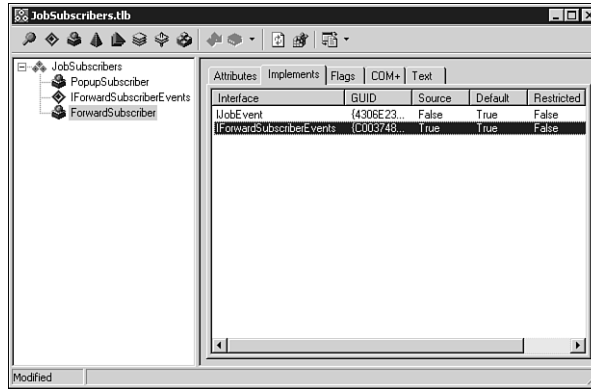 JobSubscribers.tlb
JobSubscribers
PopupSubscriber
IForwardSubscriberEvents
ForwardSubscriber
Attributes Implements Flags COM+ Text
Interface GUID Source Default Restricted
IJobEvent {4306E23... False True False
IForwardSubscriberEvents {C003748... True True False
Modified